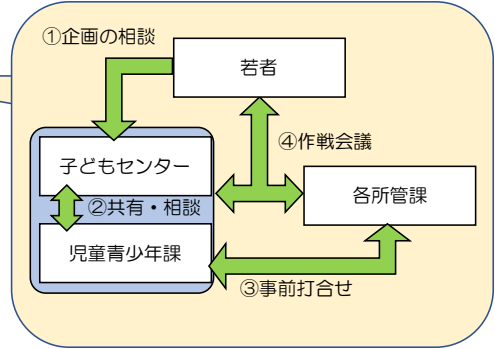 ①企画の相談
若者
④作戦会議
子どもセンター
②共有・相談
各所管課
児童青少年課
③事前打合せ